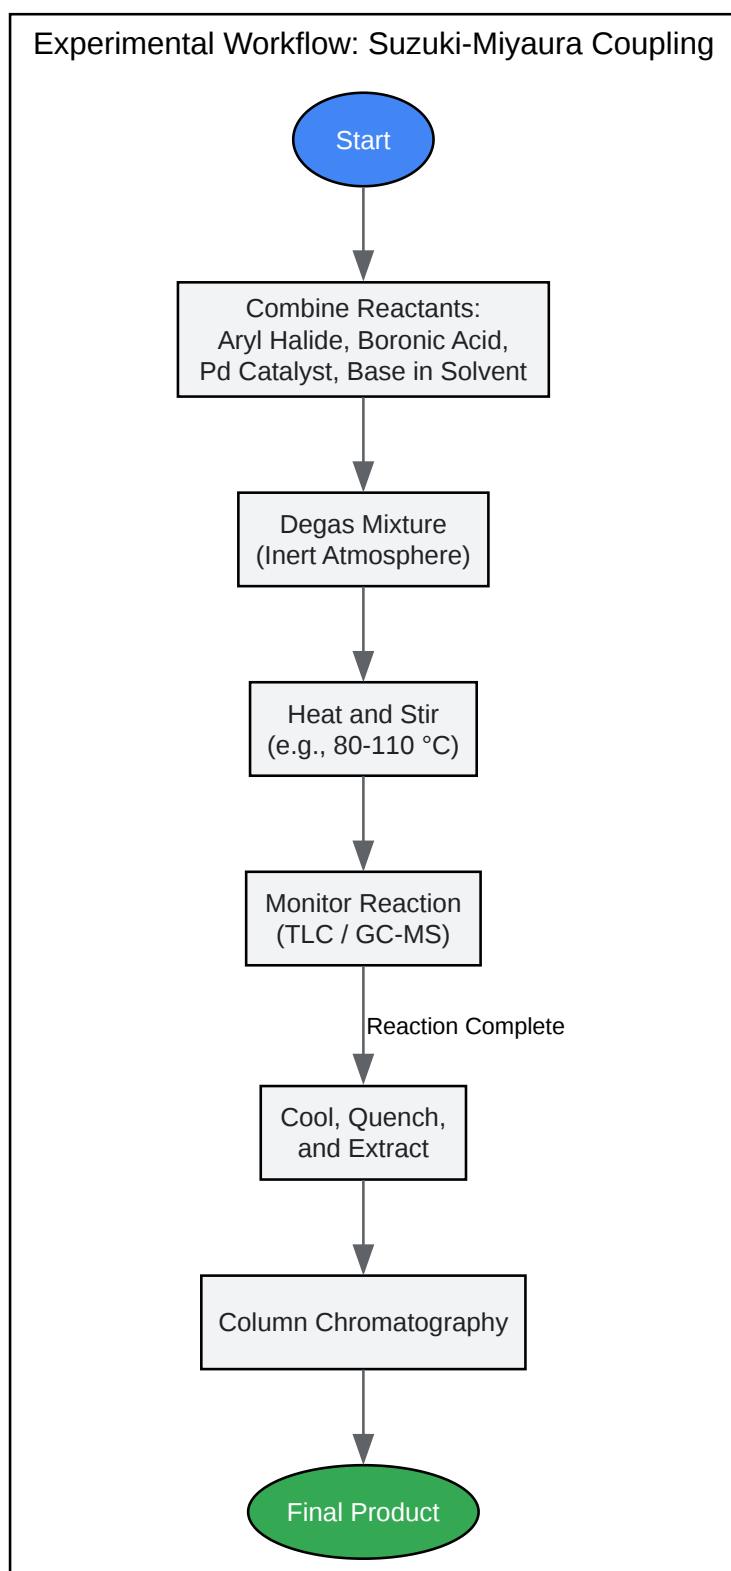 Experimental Workflow: Suzuki-Miyaura Coupling
Start
Combine Reactants:
Aryl Halide, Boronic Acid,
Pd Catalyst, Base in Solvent
Degas Mixture
(Inert Atmosphere)
Heat and Stir
(e.g., 80-110 °C)
Monitor Reaction
(TLC / GC-MS)
Reaction Complete
Cool, Quench,
and Extract
Column Chromatography
Final Product